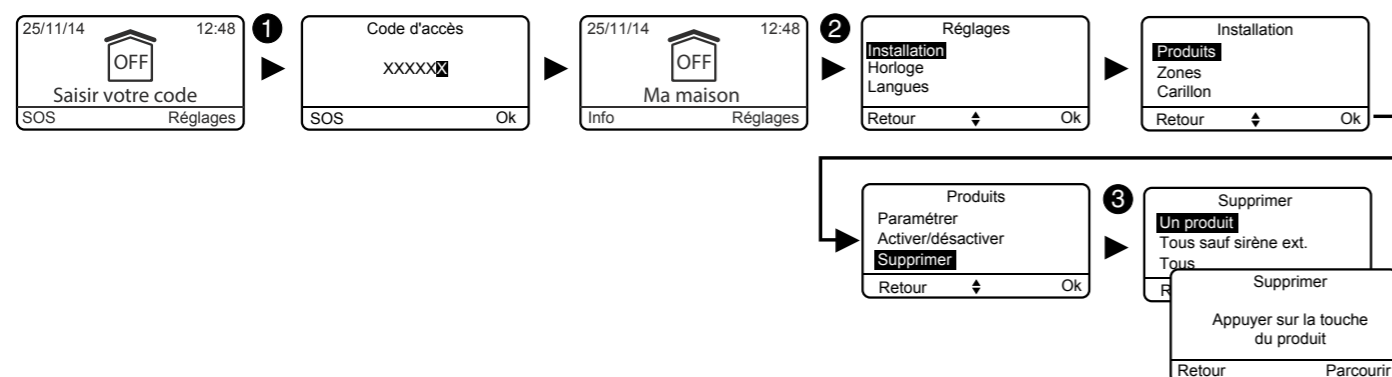 25/11/14 12:48
OFF
Saisir votre code
SOS Réglages
1
Code d'accès
XXXXXX
SOS Ok
25/11/14 12:48
OFF
Ma maison
Info Réglages
2
Réglages
Installation
Horloge
Langues
Retour Ok
Installation
Produits
Zones
Carillon
Retour Ok
Produits
Paramétrer
Activer/désactiver
Supprimer
Retour Ok
3
Supprimer
Un produit
Tous sauf sirène ext.
Tous
R
Supprimer
Appuyer sur la touche
du produit
Retour Parcourir